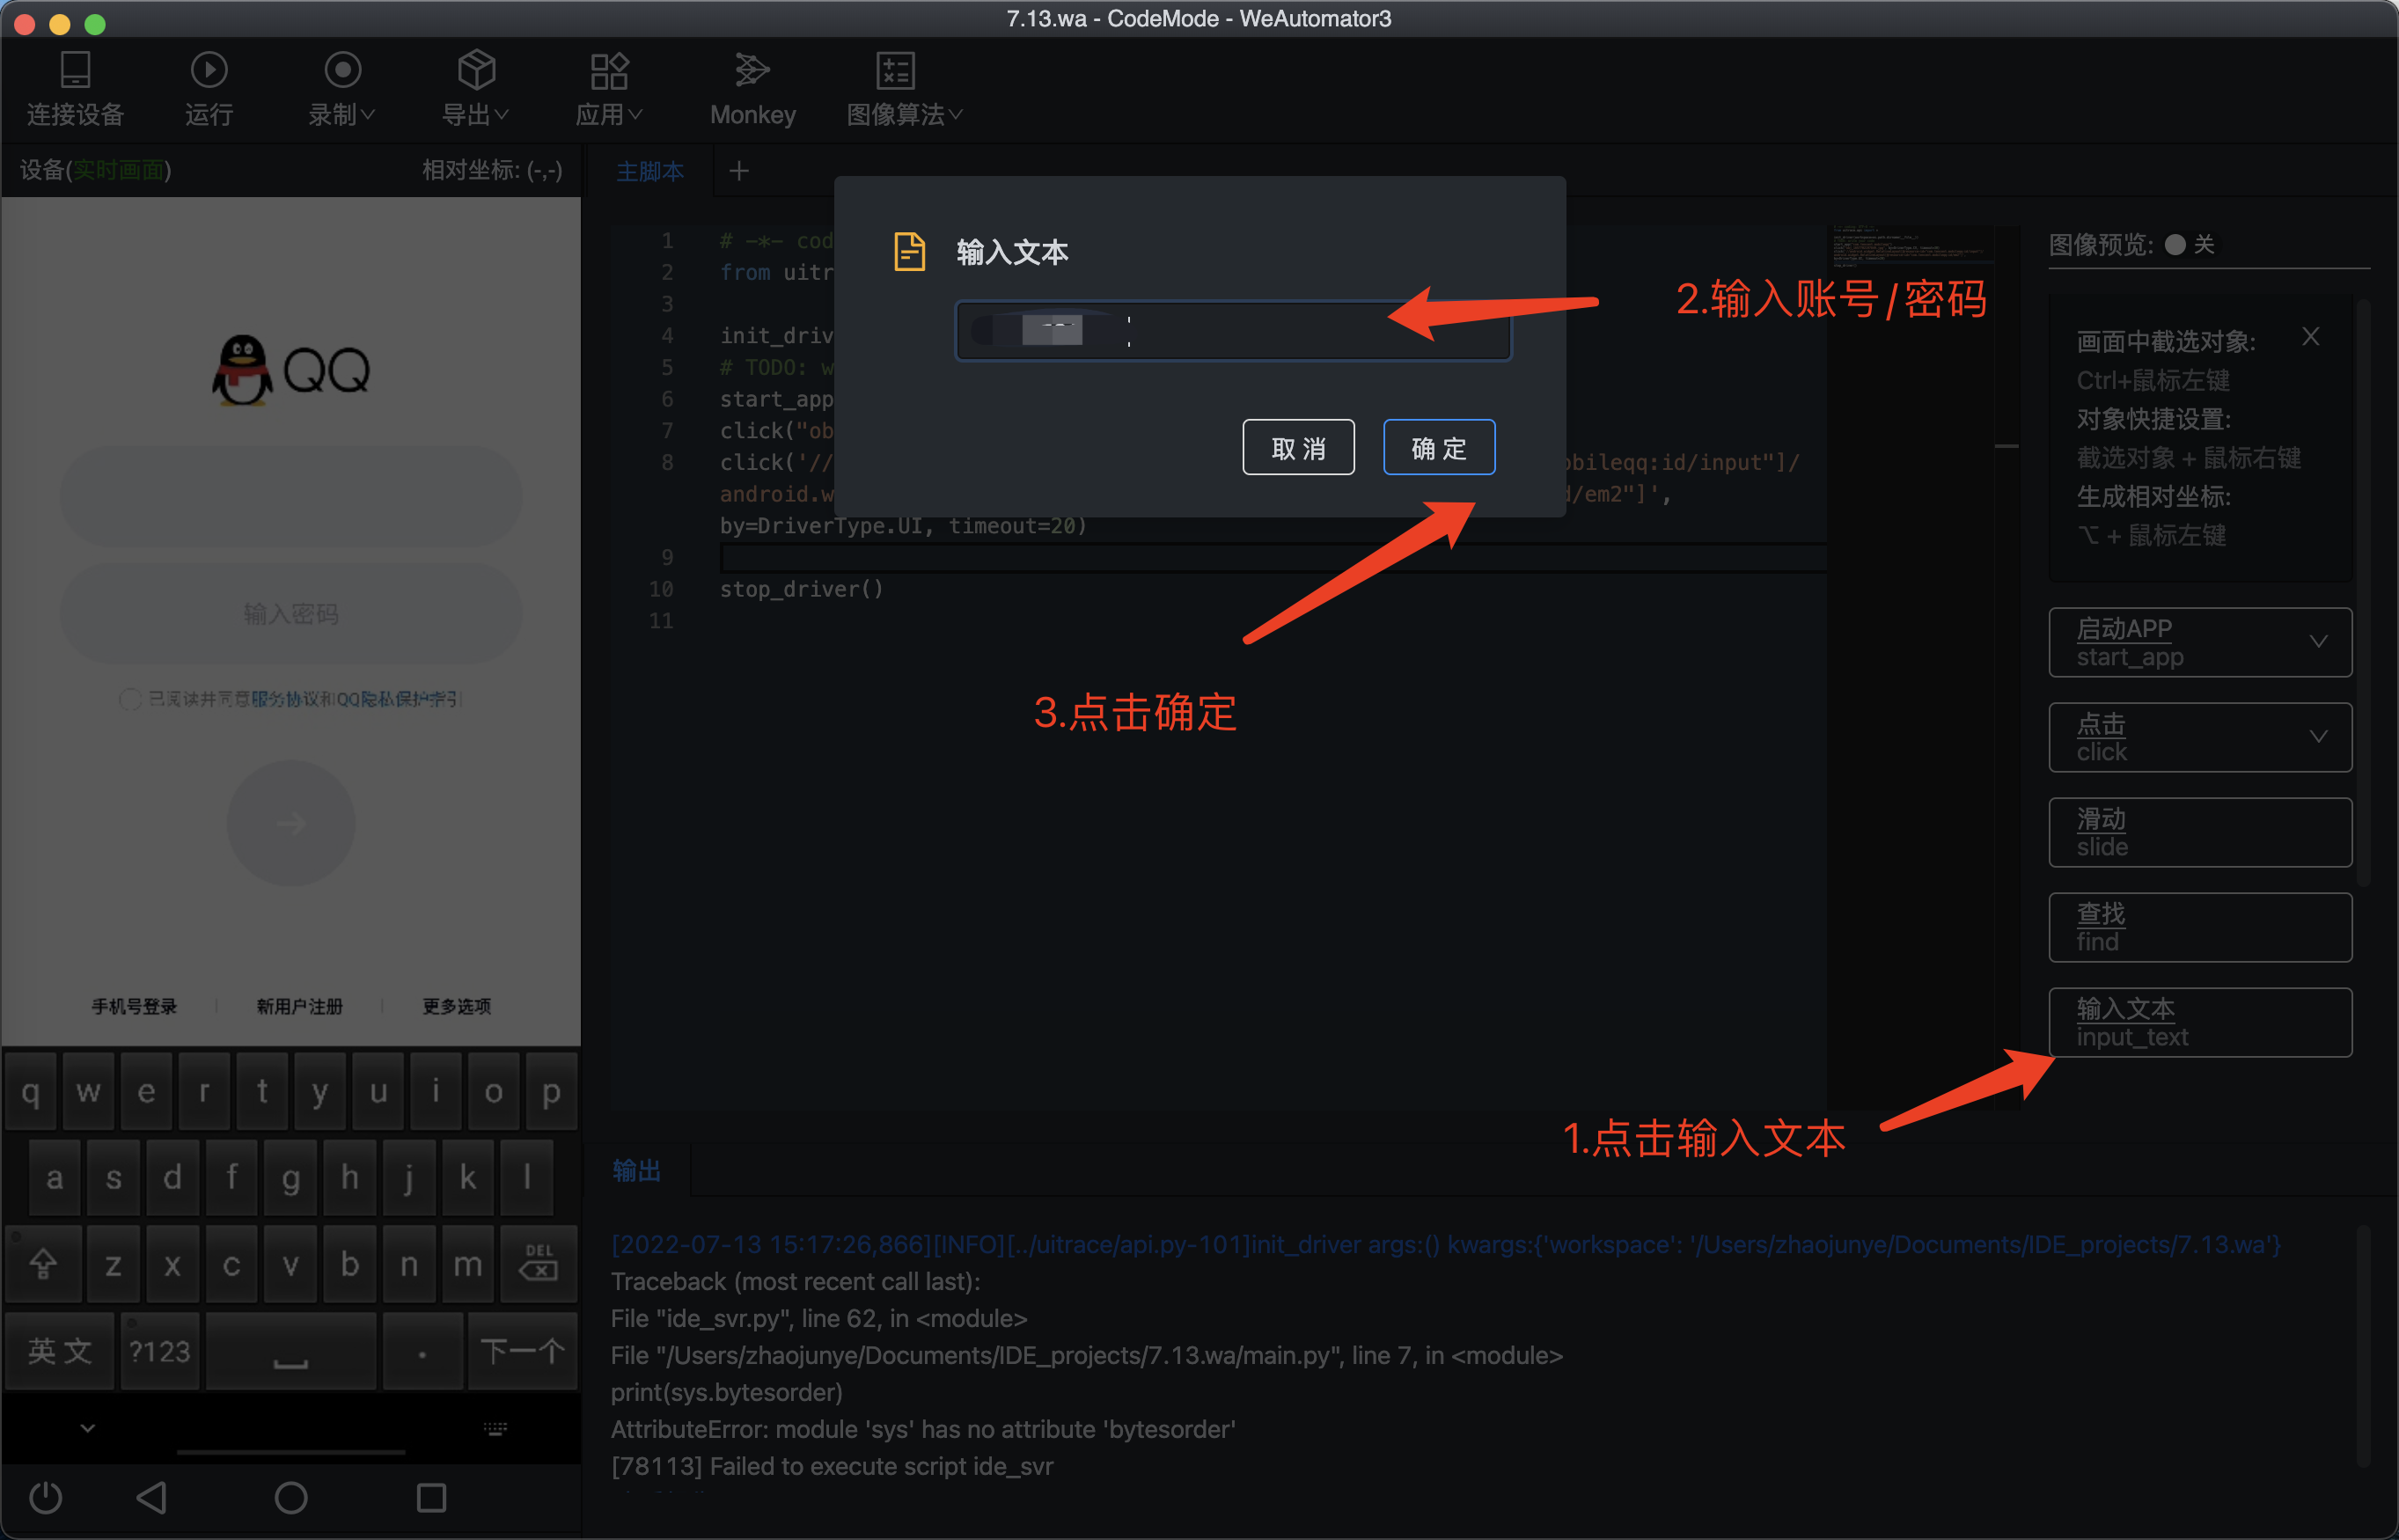 7.13.wa - CodeMode - WeAutomator3
连接设备
运行
录制
导出
应用
Monkey
图像算法
设备(实时画面)
相对坐标: (-,-)
主脚本
QQ
输入密码
已阅读并同意服务协议和QQ隐私保护指引
手机号登录
新用户注册
更多选项
q w e r t y u i o p
a s d f g h j k l
z x c v b n m DEL
英文 ?123 . 下一个
1 # -*- cod
2 from uitr
3
4 init_driv
5 # TODO: w
6 start_app
7 click("ob
8 click('// obileqq:id/input"]/
android.w d/em2"]',
by=DriverType.UI, timeout=20)
9
10 stop_driver()
11
输入文本
取消
确定
2.输入账号/密码
3.点击确定
1.点击输入文本
图像预览: 关
画面中截选对象:
Ctrl+鼠标左键
对象快捷设置:
截选对象 + 鼠标右键
生成相对坐标:
⌥ + 鼠标左键
启动APP
start_app
点击
click
滑动
slide
查找
find
输入文本
input_text
输出
[2022-07-13 15:17:26,866][INFO][../uitrace/api.py-101]init_driver args:() kwargs:{'workspace': '/Users/zhaojunye/Documents/IDE_projects/7.13.wa'}
Traceback (most recent call last):
File "ide_svr.py", line 62, in <module>
File "/Users/zhaojunye/Documents/IDE_projects/7.13.wa/main.py", line 7, in <module>
print(sys.bytesorder)
AttributeError: module 'sys' has no attribute 'bytesorder'
[78113] Failed to execute script ide_svr